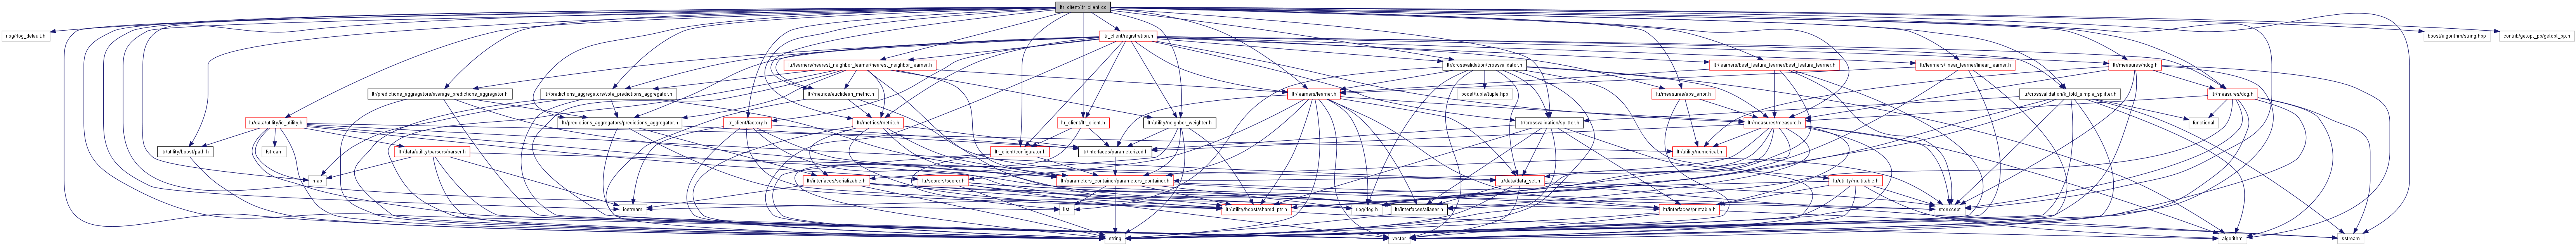 ltr_client/ltr_client.cc
rlog/rlog_default.h
ltr_client/registration.h
boost/algorithm/string.hpp
contrib/getopt_pp/getopt_pp.h
ltr/learners/nearest_neighbor_learner/nearest_neighbor_learner.h
ltr/crossvalidation/crossvalidation.h
ltr/learners/best_feature_learner/best_feature_learner.h
ltr/learners/linear_learner/linear_learner.h
ltr/measures/ndcg.h
ltr/predictions_aggregators/average_predictions_aggregator.h
ltr/predictions_aggregators/vote_predictions_aggregator.h
ltr/metrics/euclidean_metric.h
ltr/learners/learner.h
boost/tuple/tuple.hpp
ltr/measures/abs_error.h
ltr/crossvalidation/k_fold_simple_splitter.h
ltr/measures/dcg.h
ltr/data/utility/io_utility.h
ltr/predictions_aggregators/predictions_aggregator.h
ltr_client/factory.h
ltr/metrics/metric.h
ltr_client/ltr_client.h
ltr/utility/neighbor_weighter.h
ltr/crossvalidation/splitter.h
ltr/measures/measure.h
functional
ltr/utility/boost/path.h
fstream
ltr/data/utility/parsers/parser.h
ltr_client/configurator.h
ltr/interfaces/parameterized.h
ltr/utility/numerical.h
map
ltr/interfaces/serializable.h
ltr/scorers/scorer.h
ltr/parameters_container/parameters_container.h
ltr/data/data_set.h
ltr/utility/multitable.h
iostream
list
ltr/utility/boost/shared_ptr.h
rlog/rlog.h
ltr/interfaces/aliaser.h
ltr/interfaces/printable.h
stdexcept
string
vector
algorithm
sstream